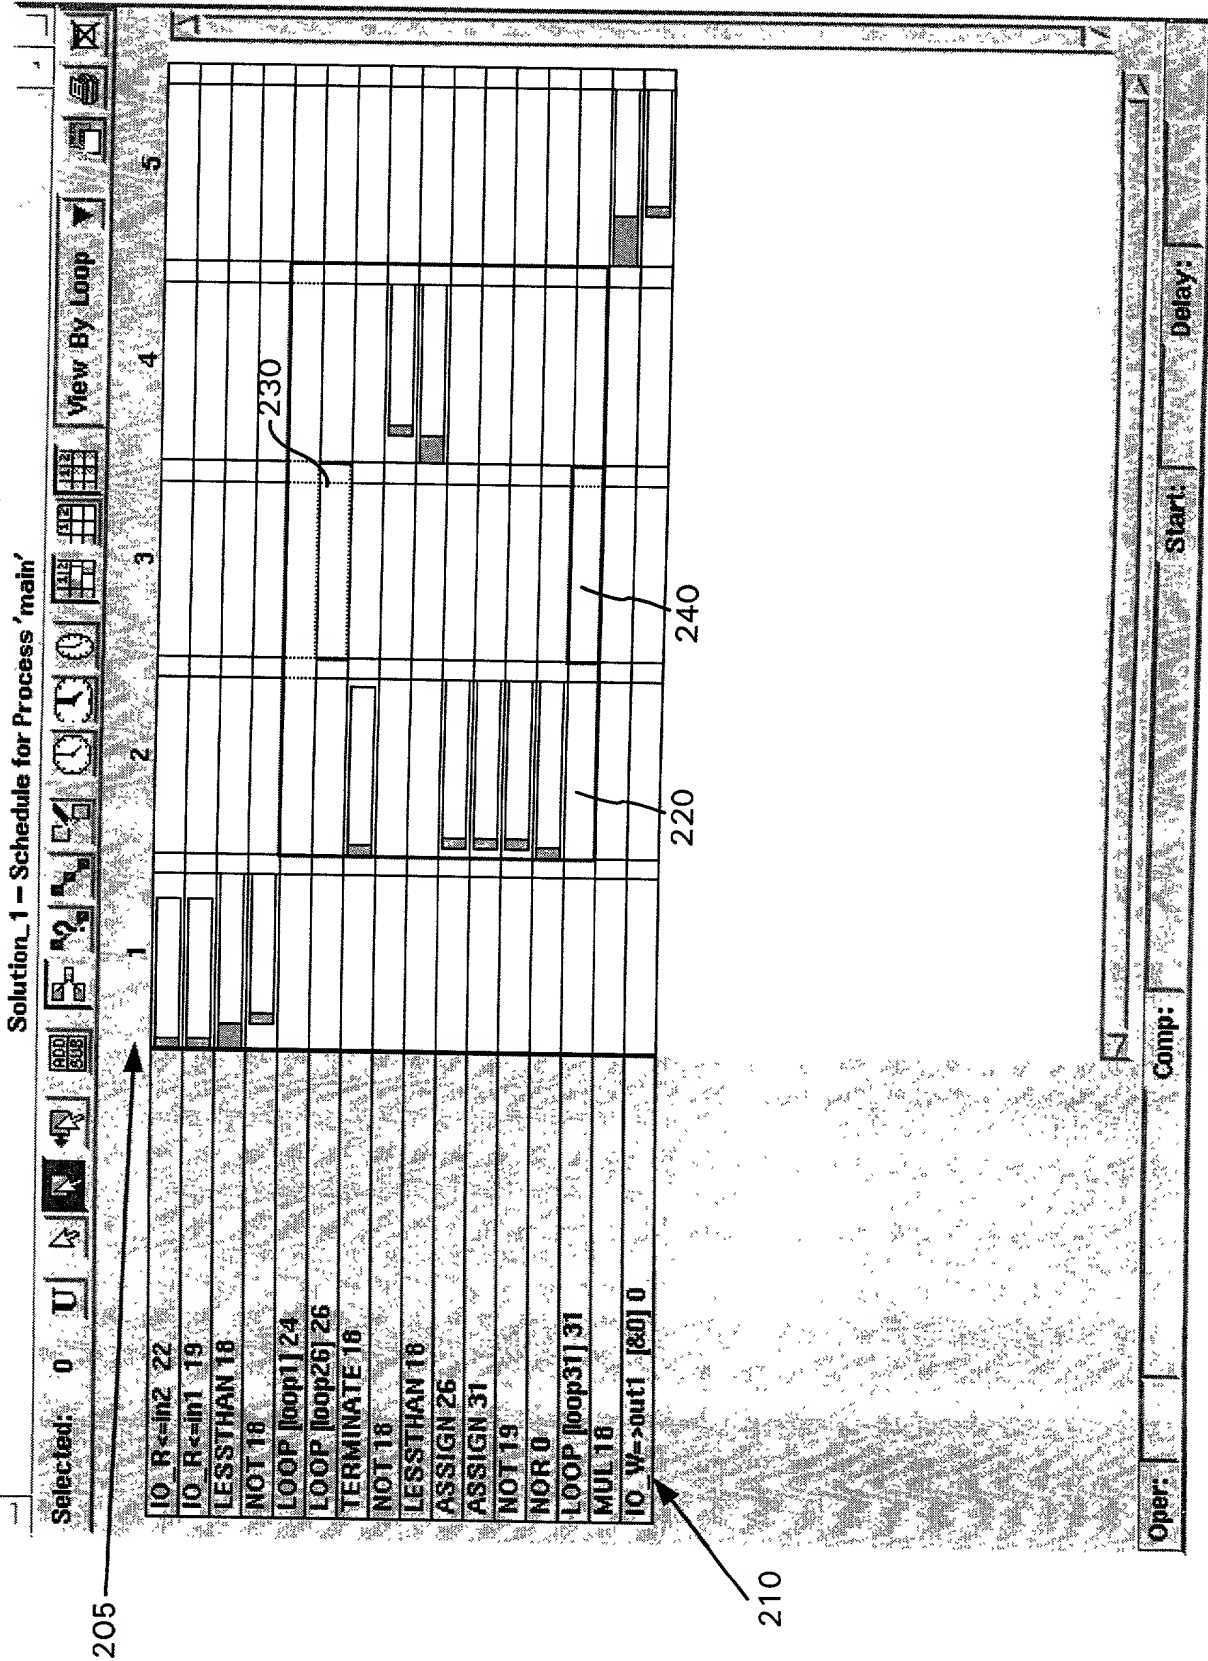 Solution_1 – Schedule for Process 'main'
Selected: 0 U ADD SUB View By Loop
1 2 3 4 5
IO_R<=in2 22
IO_R<=in1 19
LESSTHAN 18
NOT 18
LOOP [loop1] 24
LOOP [loop26] 26
TERMINATE 18
NOT 18
LESSTHAN 18
ASSIGN 26
ASSIGN 31
NOT 19
NOR 0
LOOP [loop31] 31
MUL 18
IO_W=>out1 [&0] 0
205
210
220
230
240
Oper: Comp: Start: Delay: